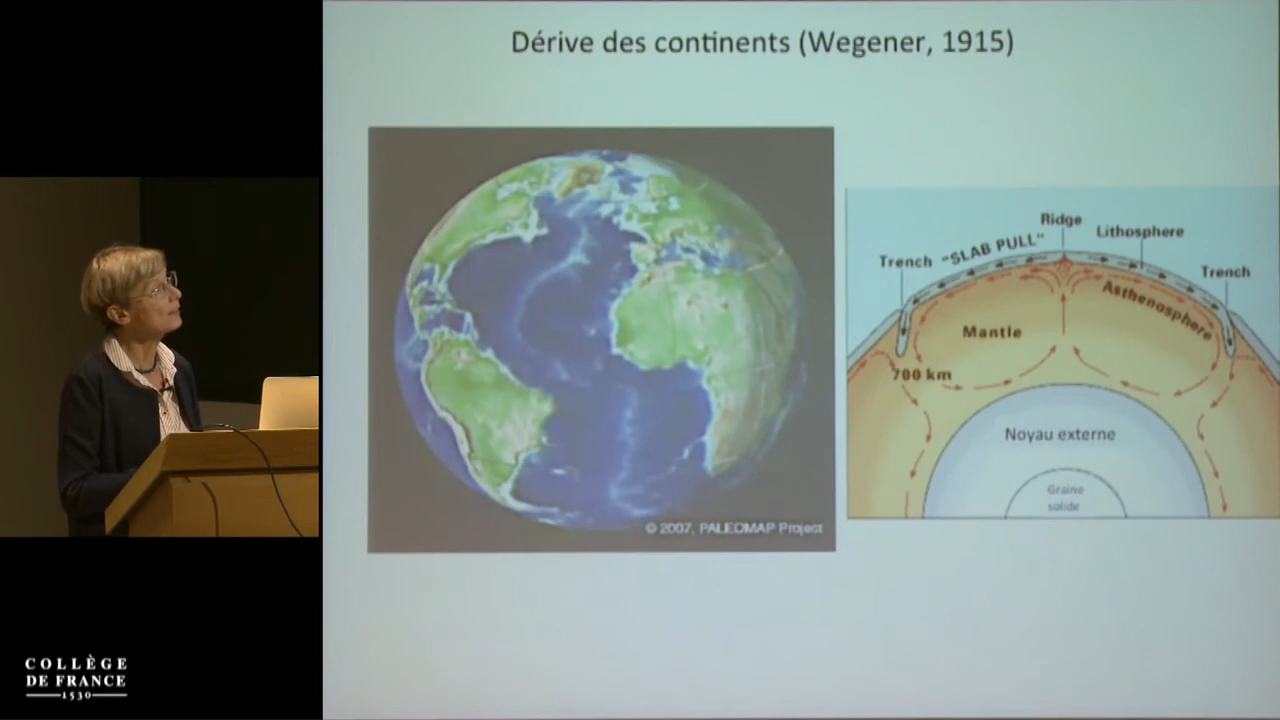 Dérive des continents (Wegener, 1915)
© 2007, PALEOMAP Project
Ridge
Lithosphere
Trench "SLAB PULL"
Trench
Asthenosphere
Mantle
700 km
Noyau externe
Graine
solide
COLLÈGE
DE FRANCE
1530